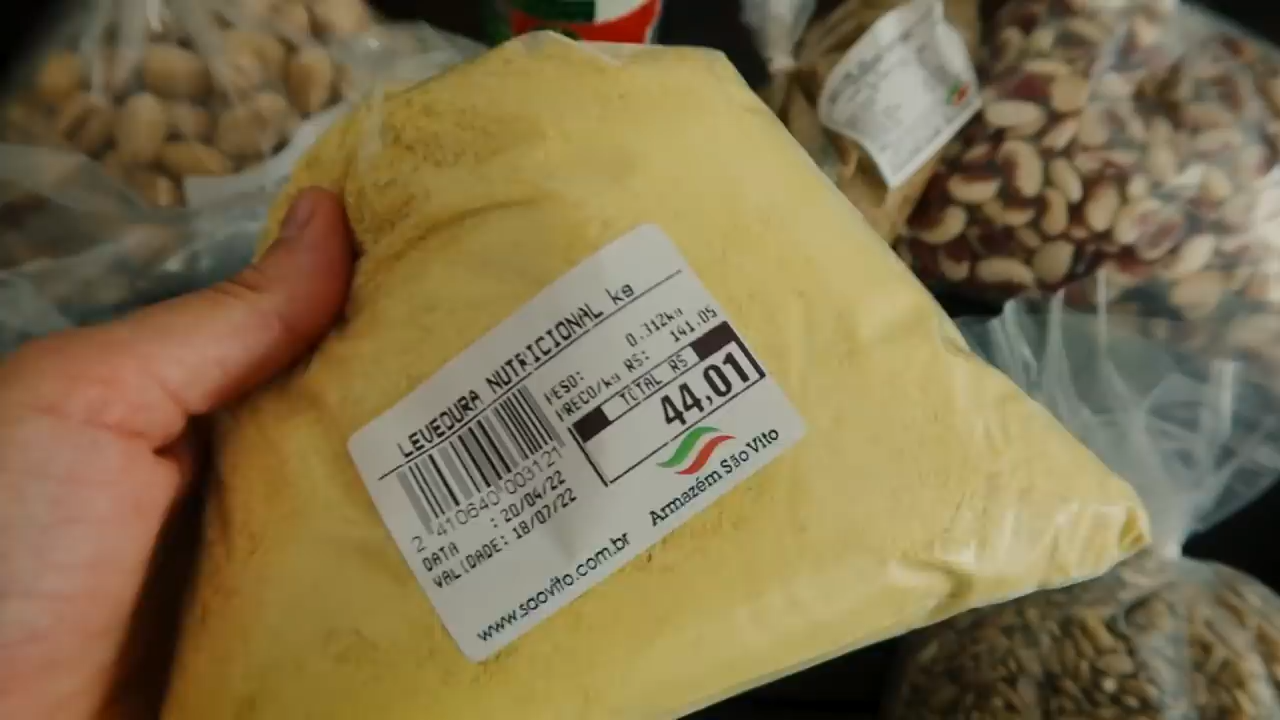 LEVEDURA NUTRICIONAL kg
PESO: 0,312kg
PRECO/kg R$: 141,05
TOTAL R$
44,01
2 410640 003121
DATA : 20/04/22
VALIDADE: 18/07/22
www.saovito.com.br
Armazém São Vito